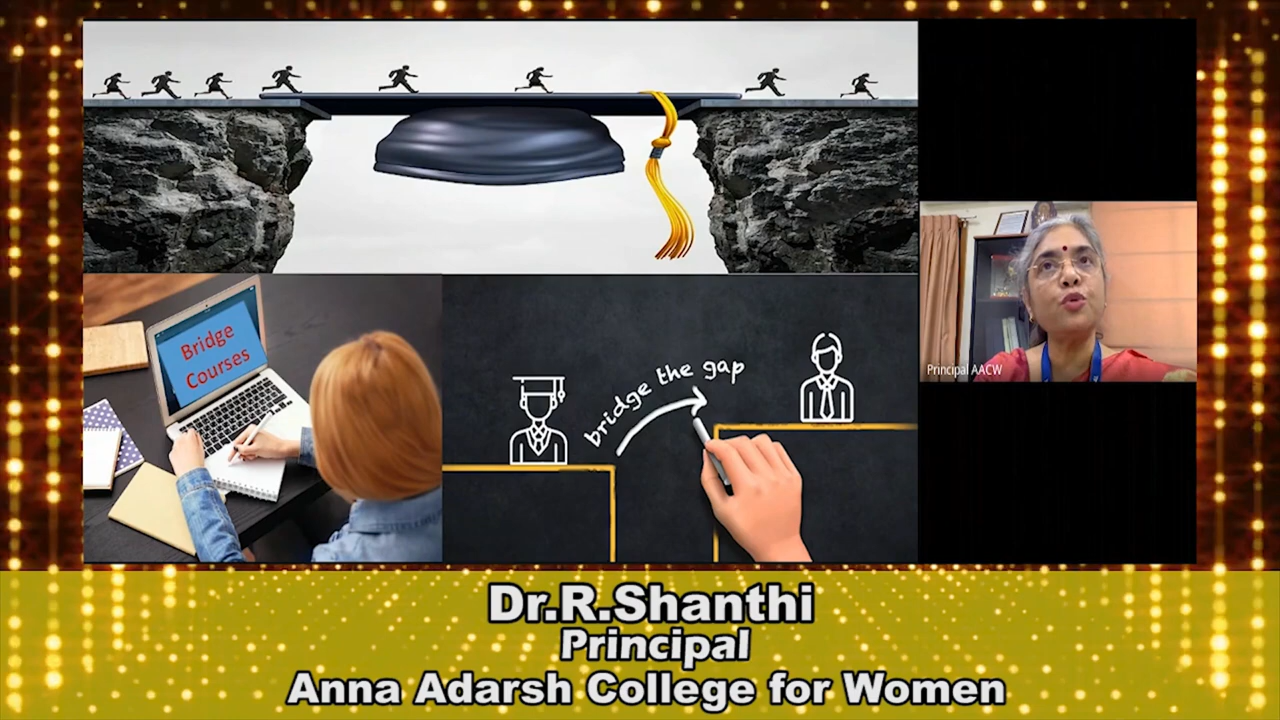 Bridge
Courses
bridge the gap
Principal AACW
Dr.R.Shanthi
Principal
Anna Adarsh College for Women